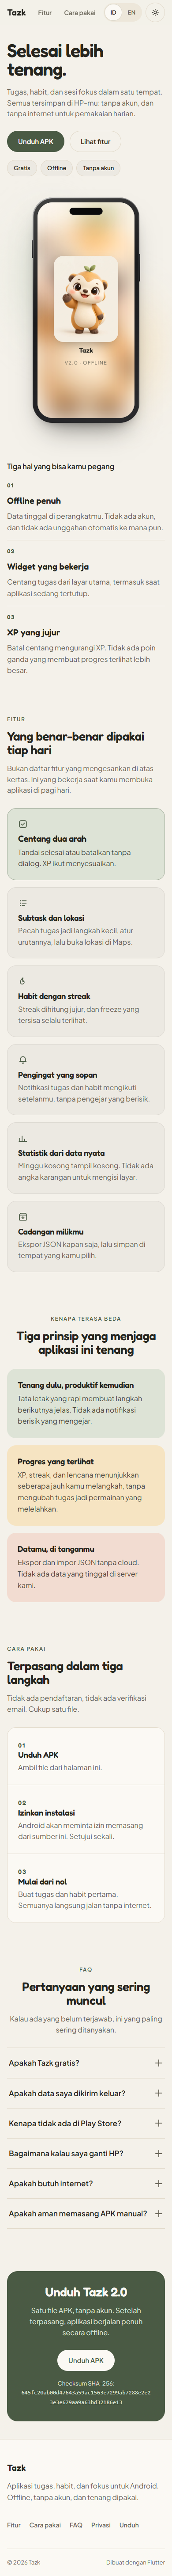 Tazk
Fitur
Cara pakai
ID
EN
Selesai lebih
tenang.
Tugas, habit, dan sesi fokus dalam satu tempat.
Semua tersimpan di HP-mu: tanpa akun, dan
tanpa internet untuk pemakaian harian.
Unduh APK
Lihat fitur
Gratis
Offline
Tanpa akun
Tazk
V2.0 · OFFLINE
Tiga hal yang bisa kamu pegang
01
Offline penuh
Data tinggal di perangkatmu. Tidak ada akun,
dan tidak ada unggahan otomatis ke mana pun.
02
Widget yang bekerja
Centang tugas dari layar utama, termasuk saat
aplikasi sedang tertutup.
03
XP yang jujur
Batal centang mengurangi XP. Tidak ada poin
ganda yang membuat progres terlihat lebih
besar.
FITUR
Yang benar-benar dipakai
tiap hari
Bukan daftar fitur yang mengesankan di atas
kertas. Ini yang bekerja saat kamu membuka
aplikasi di pagi hari.
Centang dua arah
Tandai selesai atau batalkan tanpa
dialog. XP ikut menyesuaikan.
Subtask dan lokasi
Pecah tugas jadi langkah kecil, atur
urutannya, lalu buka lokasi di Maps.
Habit dengan streak
Streak dihitung jujur, dan freeze yang
tersisa selalu terlihat.
Pengingat yang sopan
Notifikasi tugas dan habit mengikuti
setelanmu, tanpa pengejar yang berisik.
Statistik dari data nyata
Minggu kosong tampil kosong. Tidak ada
angka karangan untuk mengisi layar.
Cadangan milikmu
Ekspor JSON kapan saja, lalu simpan di
tempat yang kamu pilih.
KENAPA TERASA BEDA
Tiga prinsip yang menjaga
aplikasi ini tenang
Tenang dulu, produktif kemudian
Tata letak yang rapi membuat langkah
berikutnya jelas. Tidak ada notifikasi
berisik yang mengejar.
Progres yang terlihat
XP, streak, dan lencana menunjukkan
seberapa jauh kamu melangkah, tanpa
mengubah tugas jadi permainan yang
melelahkan.
Datamu, di tanganmu
Ekspor dan impor JSON tanpa cloud.
Tidak ada data yang tinggal di server
kami.
CARA PAKAI
Terpasang dalam tiga
langkah
Tidak ada pendaftaran, tidak ada verifikasi
email. Cukup satu file.
01
Unduh APK
Ambil file dari halaman ini.
02
Izinkan instalasi
Android akan meminta izin memasang
dari sumber ini. Setujui sekali.
03
Mulai dari nol
Buat tugas dan habit pertama.
Semuanya langsung jalan tanpa internet.
FAQ
Pertanyaan yang sering
muncul
Kalau ada yang belum terjawab, ini yang paling
sering ditanyakan.
Apakah Tazk gratis?
Apakah data saya dikirim keluar?
Kenapa tidak ada di Play Store?
Bagaimana kalau saya ganti HP?
Apakah butuh internet?
Apakah aman memasang APK manual?
Unduh Tazk 2.0
Satu file APK, tanpa akun. Setelah
terpasang, aplikasi berjalan penuh
secara offline.
Unduh APK
Checksum SHA-256:
Tazk
Aplikasi tugas, habit, dan fokus untuk Android.
Offline, tanpa akun, dan tenang dipakai.
Fitur
Cara pakai
FAQ
Privasi
Unduh
© 2026 Tazk
Dibuat dengan Flutter